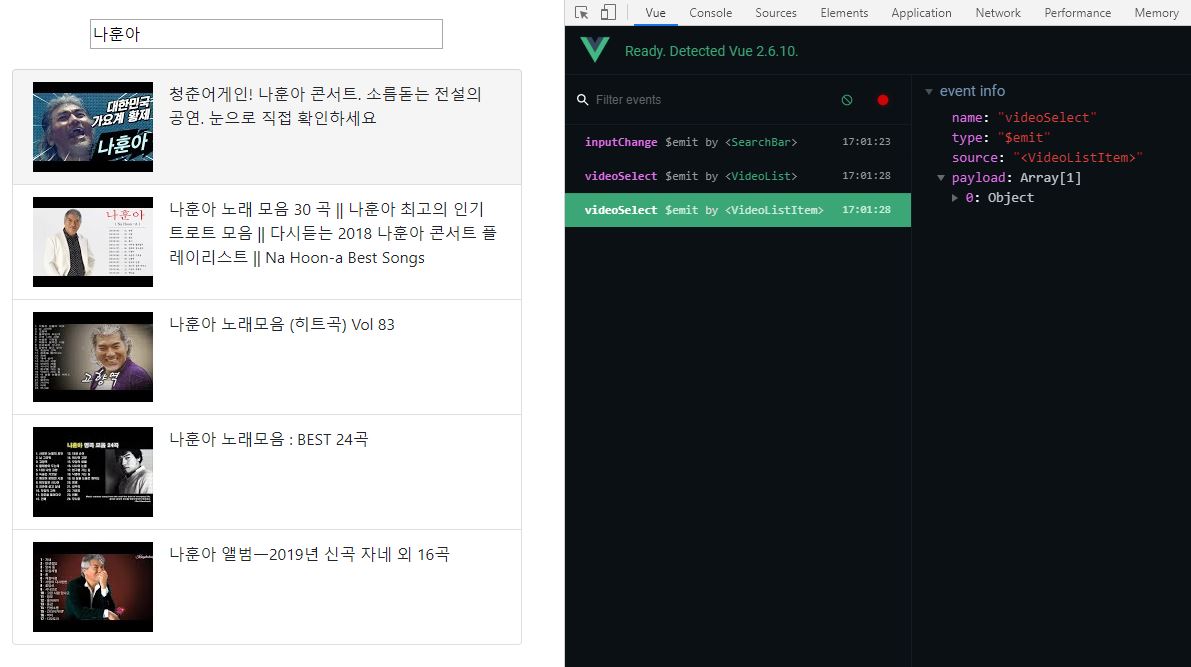 나훈아
대한민국
가요계 황제
나훈아
청춘어게인! 나훈아 콘서트. 소름돋는 전설의
공연. 눈으로 직접 확인하세요
나훈아
( Na Hoon-a )
나훈아 노래 모음 30 곡 || 나훈아 최고의 인기
트로트 모음 || 다시듣는 2018 나훈아 콘서트 플
레이리스트 || Na Hoon-a Best Songs
고향역
나훈아 노래모음 (히트곡) Vol 83
나훈아 명곡 모음 24곡
나훈아 노래모음 : BEST 24곡
나훈아 앨범ㅡ2019년 신곡 자네 외 16곡
Vue Console Sources Elements Application Network Performance Memory
Ready. Detected Vue 2.6.10.
Filter events
inputChange $emit by <SearchBar> 17:01:23
videoSelect $emit by <VideoList> 17:01:28
videoSelect $emit by <VideoListItem> 17:01:28
event info
name: "videoSelect"
type: "$emit"
source: "<VideoListItem>"
payload: Array[1]
0: Object